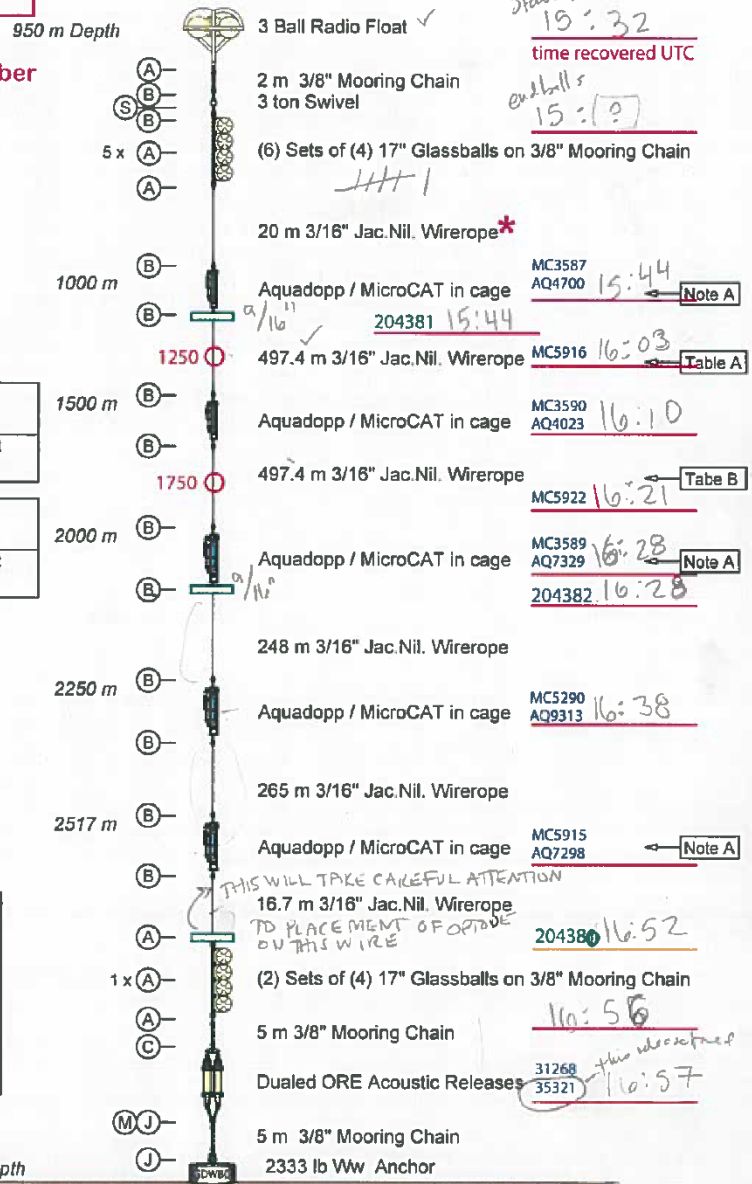 950 m Depth
ber
3 Ball Radio Float ✓
15:32
time recovered UTC
A
B
S
B
2 m 3/8" Mooring Chain
3 ton Swivel
end balls
15:?
5 x A
A
(6) Sets of (4) 17" Glassballs on 3/8" Mooring Chain
20 m 3/16" Jac.Nil. Wirerope*
B
1000 m
Aquadopp / MicroCAT in cage
MC3587
AQ4700 15:44
Note A
B
9/16"
204381 15:44
1250
497.4 m 3/16" Jac.Nil. Wirerope
MC5916 16:03
Table A
1500 m
B
Aquadopp / MicroCAT in cage
MC3590
AQ4023 16:10
B
1750
497.4 m 3/16" Jac.Nil. Wirerope
Tabe B
MC5922 16:21
2000 m
B
Aquadopp / MicroCAT in cage
MC3589
AQ7329 16:28
Note A
B
9/16"
204382 16:28
248 m 3/16" Jac.Nil. Wirerope
2250 m
B
Aquadopp / MicroCAT in cage
MC5290
AQ9313 16:38
B
265 m 3/16" Jac.Nil. Wirerope
2517 m
B
Aquadopp / MicroCAT in cage
MC5915
AQ7298
Note A
B
THIS WILL TAKE CAREFUL ATTENTION
16.7 m 3/16" Jac.Nil. Wirerope
TO PLACEMENT OF OPTODE
ON THIS WIRE
A
204380 16:52
1 x A
(2) Sets of (4) 17" Glassballs on 3/8" Mooring Chain
A
5 m 3/8" Mooring Chain
16:56
C
Dualed ORE Acoustic Releases
31268
35321 16:57
this
M J
5 m 3/8" Mooring Chain
J
2333 lb Ww Anchor
DWBC
pth